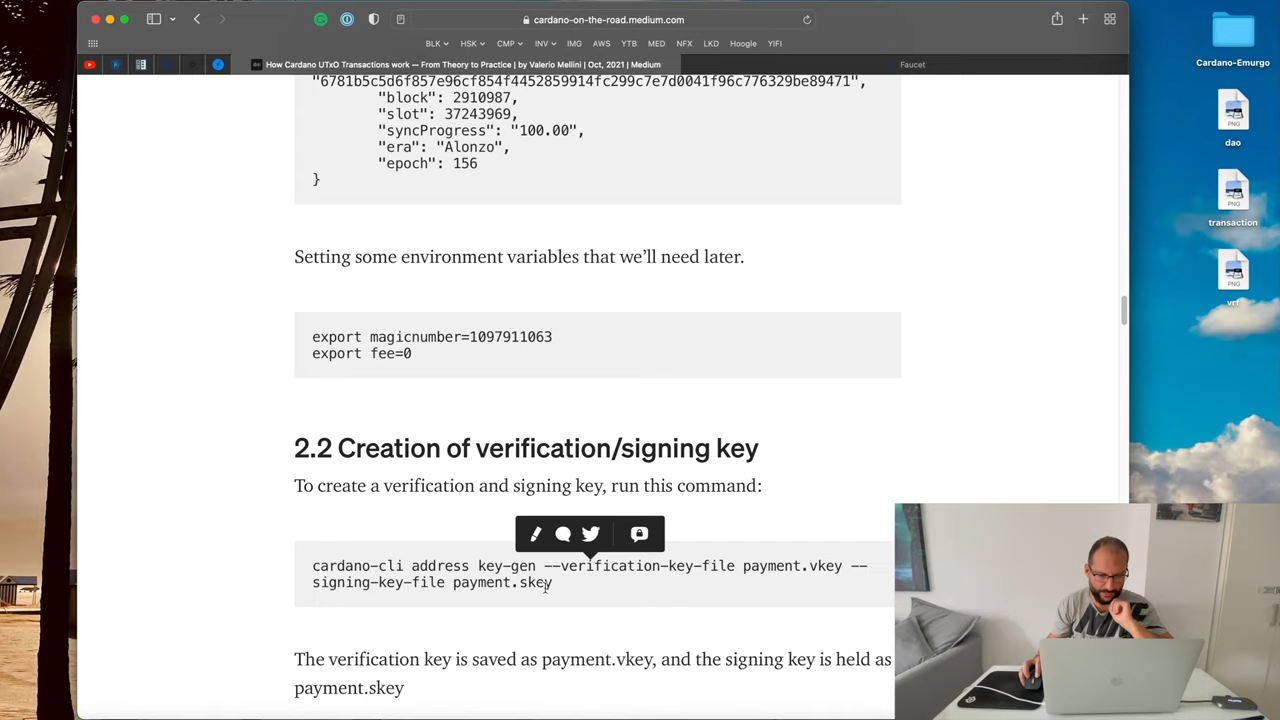 cardano-on-the-road.medium.com
BLK HSK CMP INV IMG AWS YTB MED NFX LKD Hoogle YIFI
How Cardano UTxO Transactions work — From Theory to Practice | by Valerio Mellini | Oct, 2021 | Medium
Faucet
"6781b5c5d6f857e96cf854f4452859914fc299c7e7d0041f96c776329be89471",
"block": 2910987,
"slot": 37243969,
"syncProgress": "100.00",
"era": "Alonzo",
"epoch": 156
}
Setting some environment variables that we'll need later.
export magicnumber=1097911063
export fee=0
2.2 Creation of verification/signing key
To create a verification and signing key, run this command:
cardano-cli address key-gen --verification-key-file payment.vkey --
signing-key-file payment.skey
The verification key is saved as payment.vkey, and the signing key is held as
payment.skey
Cardano-Emurgo
PNG
dao
PNG
transaction
PNG
vrf